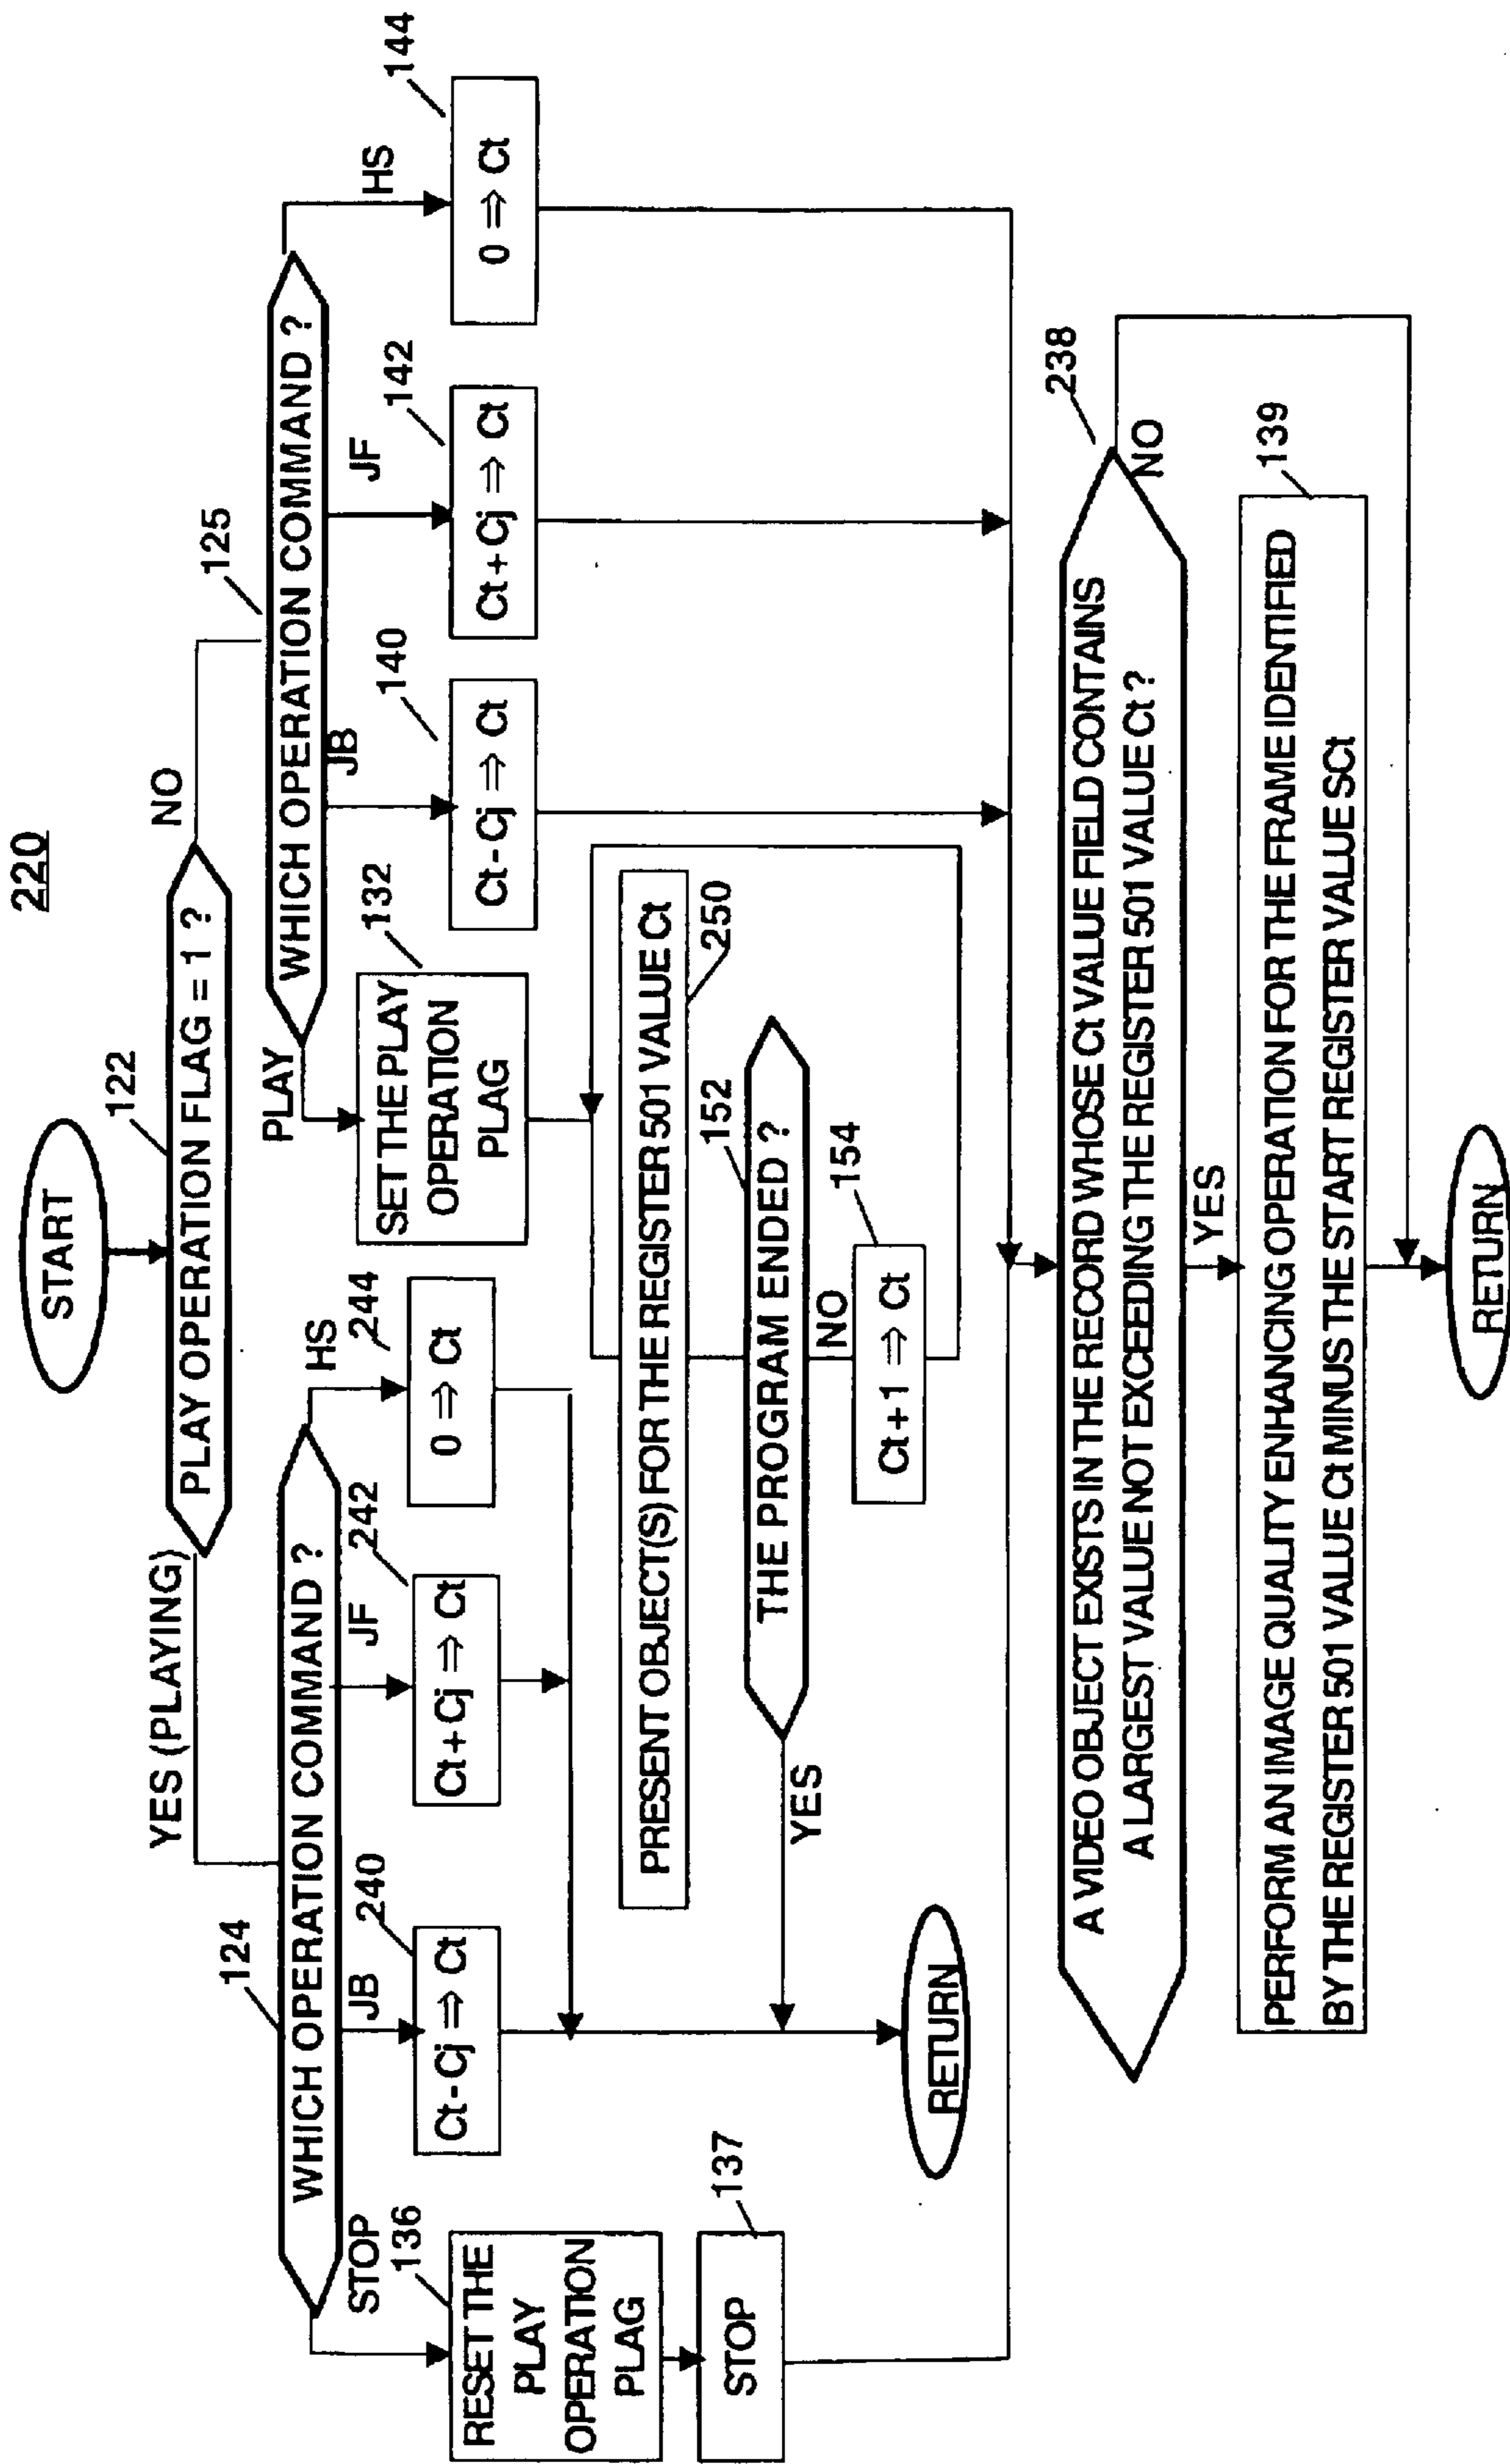 220
START
122
PLAY OPERATION FLAG = 1 ?
YES (PLAYING)
NO
124
WHICH OPERATION COMMAND ?
STOP
JB
JF
HS
136
RESET THE
PLAY
OPERATION
PLAG
137
STOP
240
Ct - Cj ⇒ Ct
242
Ct + Cj ⇒ Ct
244
0 ⇒ Ct
125
WHICH OPERATION COMMAND ?
PLAY
JB
JF
HS
132
SET THE PLAY
OPERATION
PLAG
140
Ct - Cj ⇒ Ct
142
Ct + Cj ⇒ Ct
144
0 ⇒ Ct
PRESENT OBJECT(S) FOR THE REGISTER 501 VALUE Ct
250
152
THE PROGRAM ENDED ?
YES
NO
154
Ct + 1 ⇒ Ct
RETURN
238
A VIDEO OBJECT EXISTS IN THE RECORD WHOSE Ct VALUE FIELD CONTAINS
A LARGEST VALUE NOT EXCEEDING THE REGISTER 501 VALUE Ct ?
NO
YES
139
PERFORM AN IMAGE QUALITY ENHANCING OPERATION FOR THE FRAME IDENTIFIED
BY THE REGISTER 501 VALUE Ct MINUS THE START REGISTER VALUE SCt
RETURN